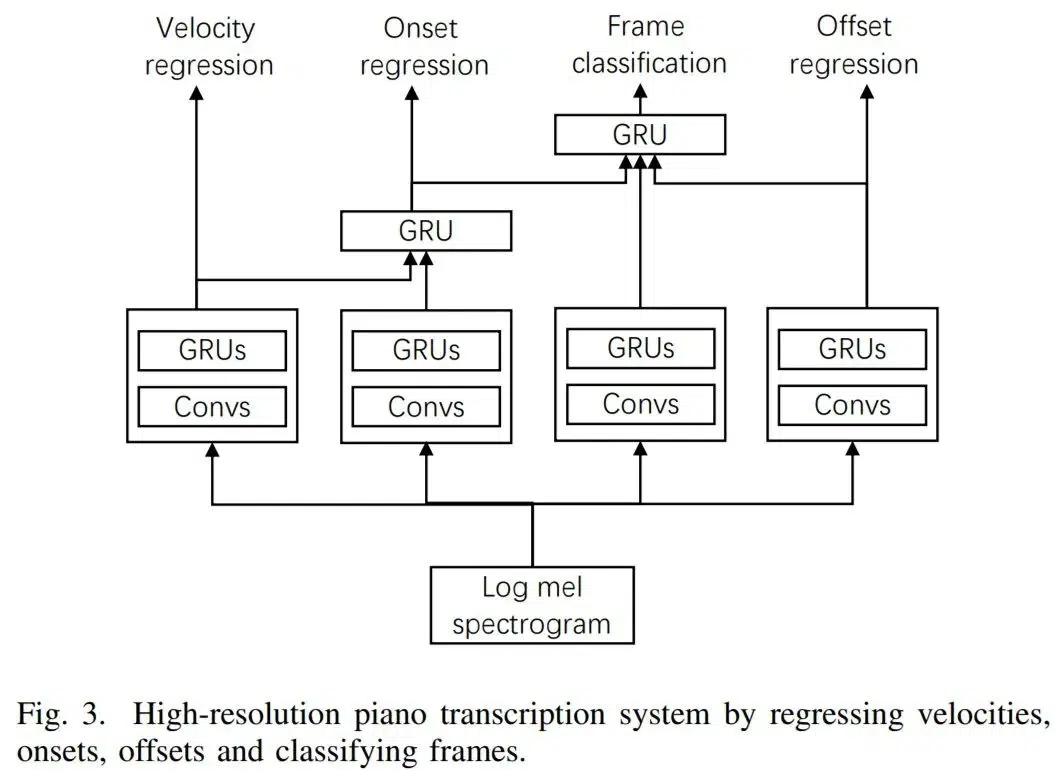 Velocity
regression
Onset
regression
Frame
classification
Offset
regression
GRU
GRU
GRUs
Convs
GRUs
Convs
GRUs
Convs
GRUs
Convs
Log mel
spectrogram
Fig. 3. High-resolution piano transcription system by regressing velocities,
onsets, offsets and classifying frames.